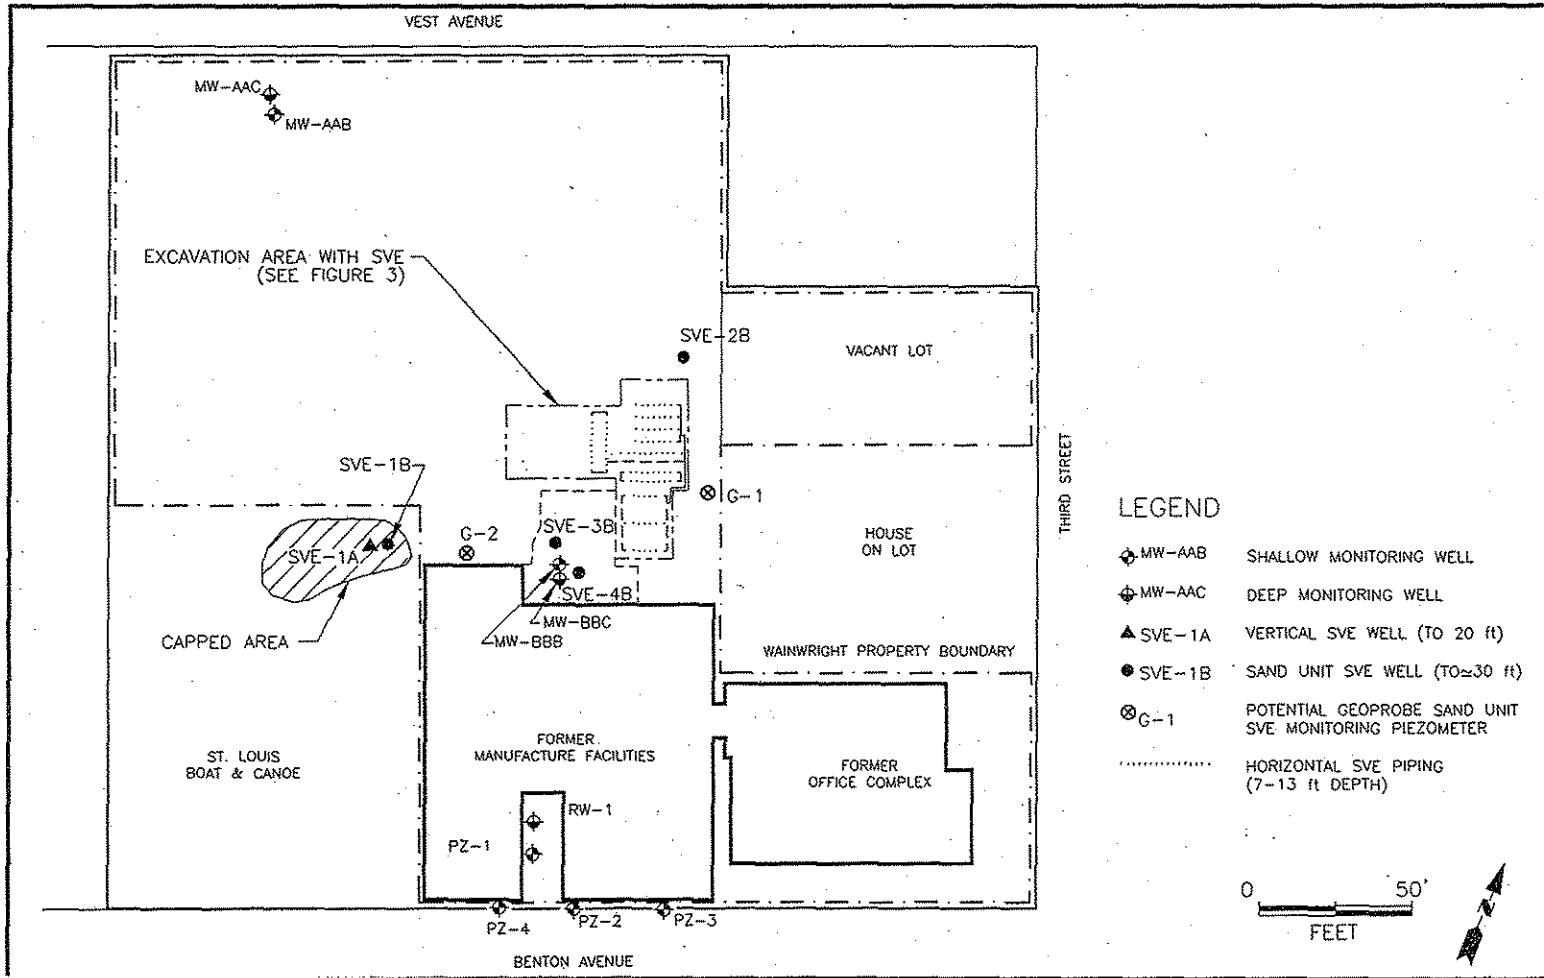 VEST AVENUE
MW-AAC
MW-AAB
EXCAVATION AREA WITH SVE
(SEE FIGURE 3)
SVE-2B
VACANT LOT
SVE-1B
G-1
THIRD STREET
SVE-3B
G-2
SVE-1A
HOUSE
ON LOT
SVE-4B
MW-BBC
MW-BBB
CAPPED AREA
WAINWRIGHT PROPERTY BOUNDARY
ST. LOUIS
BOAT & CANOE
FORMER
MANUFACTURE FACILITIES
FORMER
OFFICE COMPLEX
RW-1
PZ-1
PZ-4
PZ-2
PZ-3
BENTON AVENUE
LEGEND
MW-AAB SHALLOW MONITORING WELL
MW-AAC DEEP MONITORING WELL
SVE-1A VERTICAL SVE WELL (TO 20 ft)
SVE-1B SAND UNIT SVE WELL (TO≃30 ft)
G-1 POTENTIAL GEOPROBE SAND UNIT
SVE MONITORING PIEZOMETER
HORIZONTAL SVE PIPING
(7-13 ft DEPTH)
0 50'
FEET
N